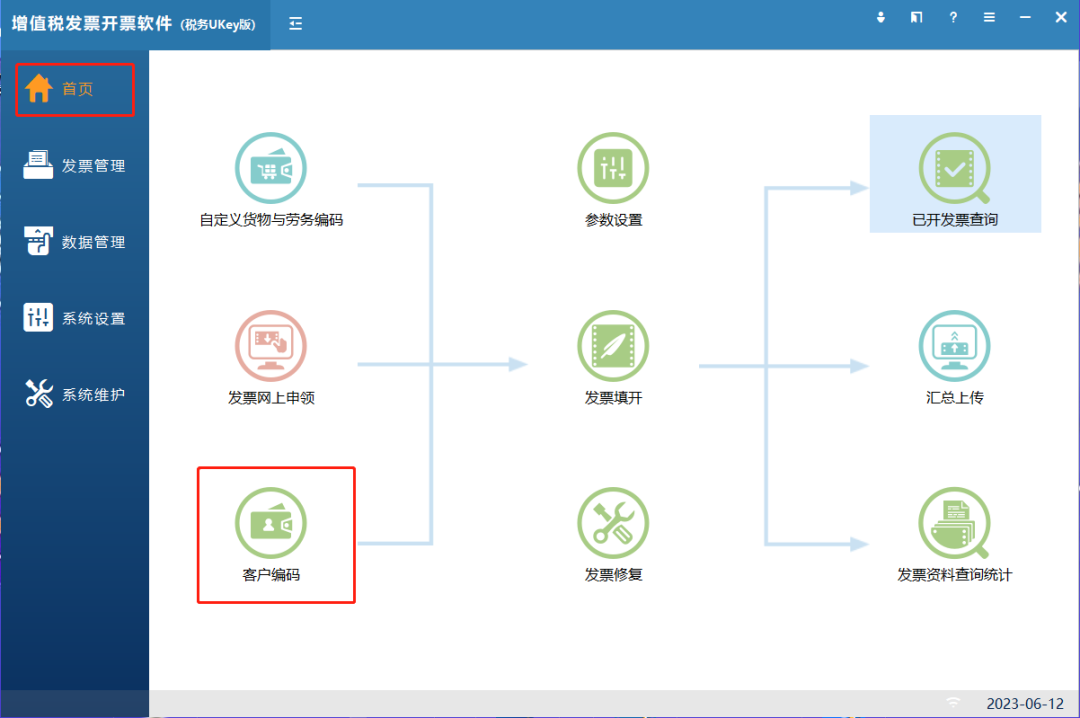 增值税发票开票软件 (税务UKey版)
首页
发票管理
数据管理
系统设置
系统维护
自定义货物与劳务编码
参数设置
已开发票查询
发票网上申领
发票填开
汇总上传
客户编码
发票修复
发票资料查询统计
2023-06-12